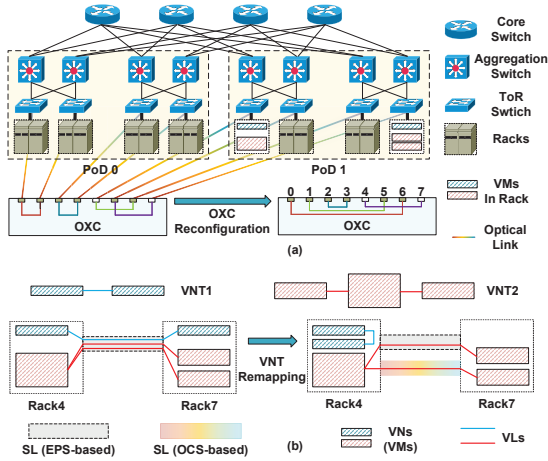 Core
Switch
Aggregation
Switch
ToR
Swtich
Racks
PoD 0
PoD 1
VMs
In Rack
0 1 2 3 4 5 6 7
OXC
OXC
Reconfiguration
OXC
Optical
Link
(a)
VNT1
VNT2
VNT
Remapping
Rack4
Rack7
Rack4
Rack7
SL (EPS-based)
SL (OCS-based)
(b)
VNs
(VMs)
VLs